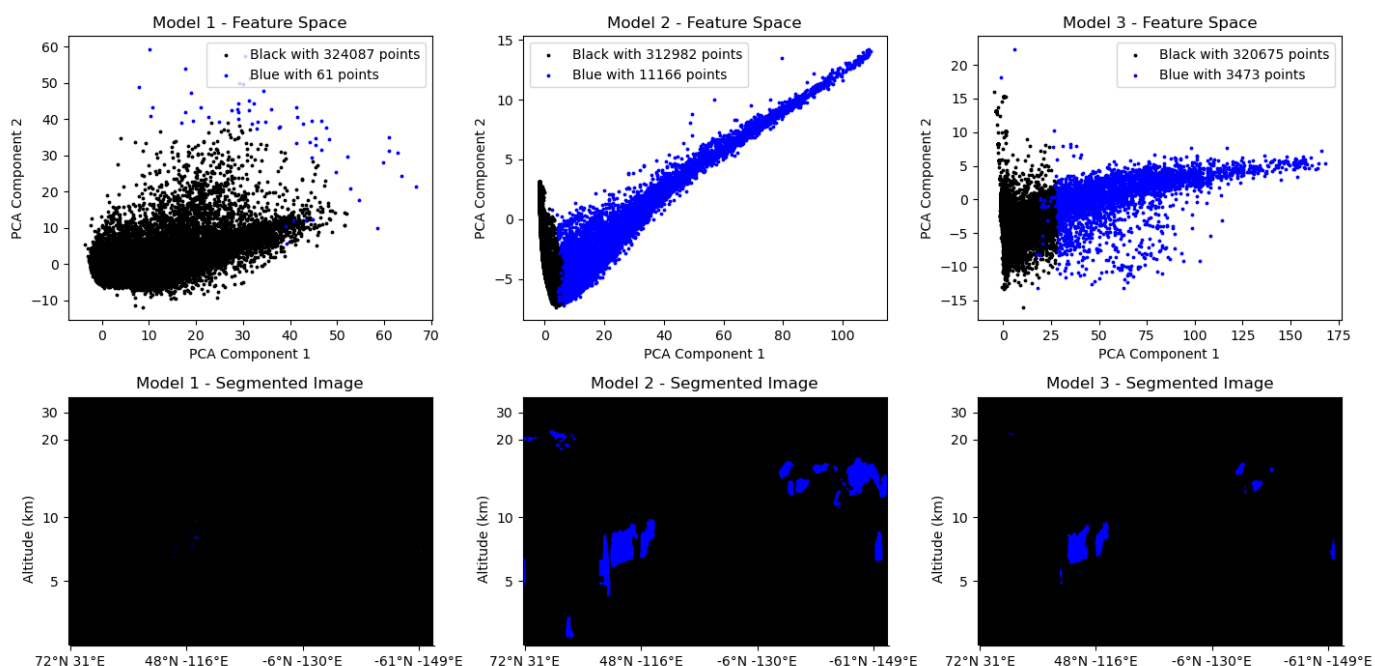 Model 1 - Feature Space
Model 2 - Feature Space
Model 3 - Feature Space
PCA Component 2
60
50
40
30
20
10
0
−10
Black with 324087 points
Blue with 61 points
0
10
20
30
40
50
60
70
PCA Component 1
PCA Component 2
15
10
5
0
−5
Black with 312982 points
Blue with 11166 points
0
20
40
60
80
100
PCA Component 1
PCA Component 2
20
15
10
5
0
−5
−10
−15
Black with 320675 points
Blue with 3473 points
0
25
50
75
100
125
150
175
PCA Component 1
Model 1 - Segmented Image
Model 2 - Segmented Image
Model 3 - Segmented Image
Altitude (km)
30
20
10
5
72°N 31°E
48°N -116°E
-6°N -130°E
-61°N -149°E
Altitude (km)
30
20
10
5
72°N 31°E
48°N -116°E
-6°N -130°E
-61°N -149°E
Altitude (km)
30
20
10
5
72°N 31°E
48°N -116°E
-6°N -130°E
-61°N -149°E